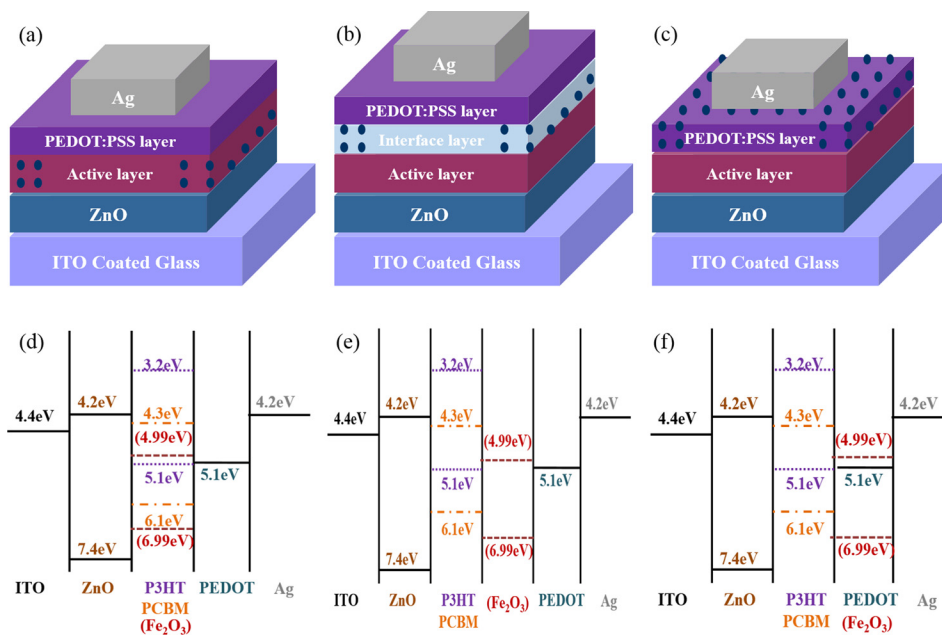 (a)
Ag
PEDOT:PSS layer
Active layer
ZnO
ITO Coated Glass
(b)
Ag
PEDOT:PSS layer
Interface layer
Active layer
ZnO
ITO Coated Glass
(c)
Ag
PEDOT:PSS layer
Active layer
ZnO
ITO Coated Glass
(d)
3.2eV
4.2eV
4.2eV
4.4eV
4.3eV
(4.99eV)
5.1eV
5.1eV
6.1eV
(6.99eV)
7.4eV
ITO
ZnO
P3HT
PEDOT
Ag
PCBM
(Fe₂O₃)
(e)
3.2eV
4.2eV
4.2eV
4.4eV
4.3eV
(4.99eV)
5.1eV
5.1eV
6.1eV
(6.99eV)
7.4eV
ITO
ZnO
P3HT
(Fe₂O₃)
PEDOT
Ag
PCBM
(f)
3.2eV
4.2eV
4.2eV
4.4eV
4.3eV
(4.99eV)
5.1eV
5.1eV
6.1eV
(6.99eV)
7.4eV
ITO
ZnO
P3HT
PEDOT
Ag
PCBM
(Fe₂O₃)